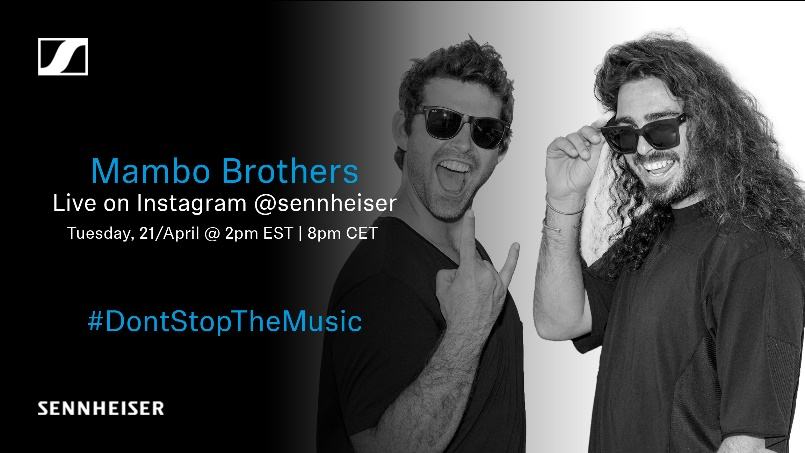 Mambo Brothers
Live on Instagram @sennheiser
Tuesday, 21/April @ 2pm EST | 8pm CET
#DontStopTheMusic
SENNHEISER